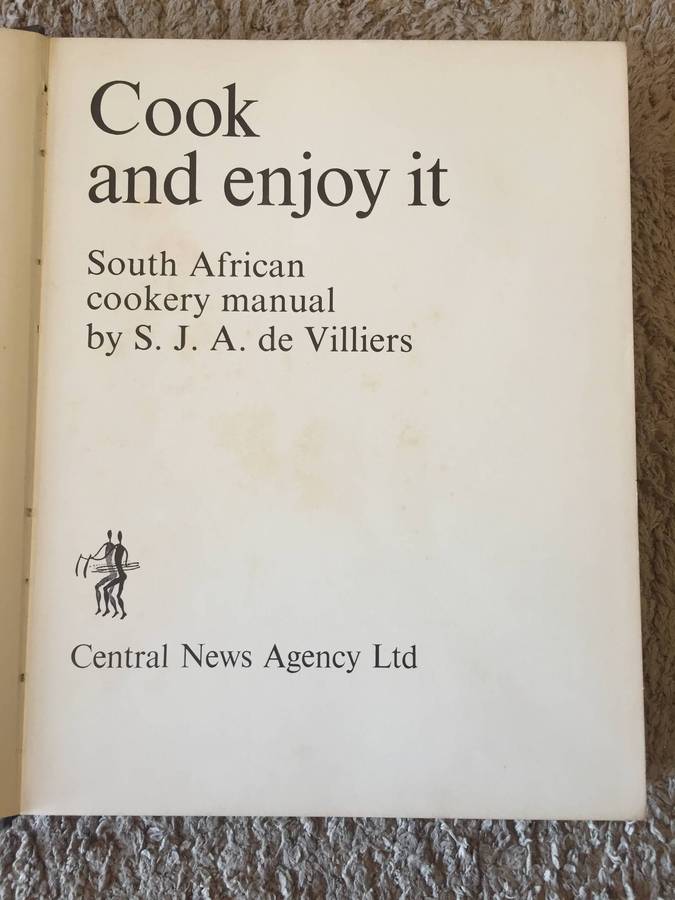 Cook
and enjoy it
South African
cookery manual
by S. J. A. de Villiers
Central News Agency Ltd